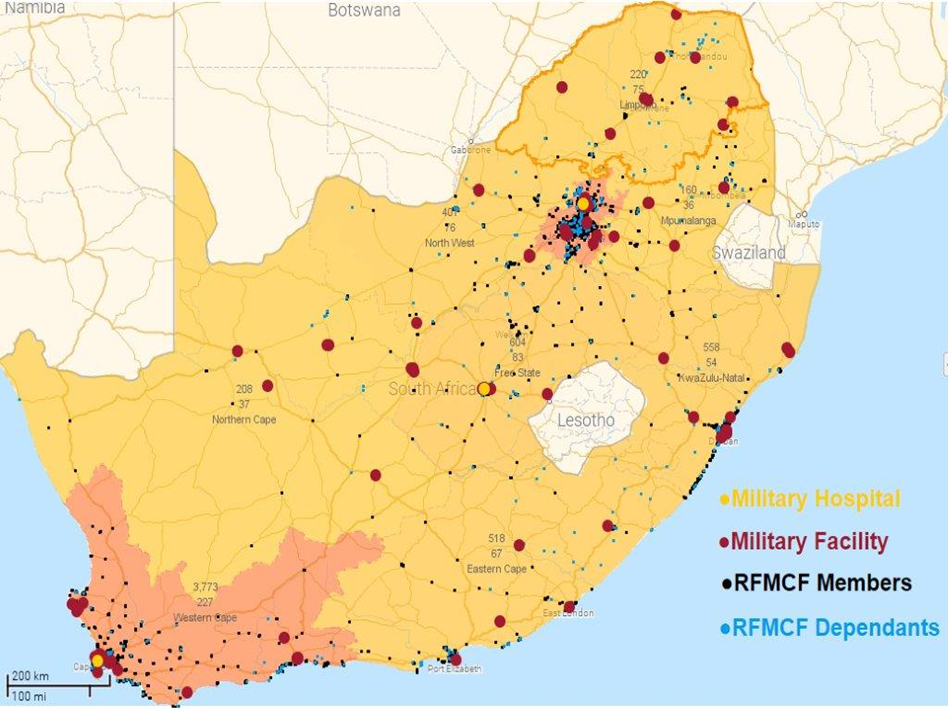 Namibia
Botswana
220
75
Limpopo
Gaborone
160
36
Mpumalanga
Maputo
407
76
North West
Swaziland
604
83
Free State
558
54
KwaZulu-Natal
South Africa
208
37
Northern Cape
Lesotho
Durban
Military Hospital
518
67
Eastern Cape
Military Facility
3,773
227
Western Cape
RFMCF Members
East London
RFMCF Dependants
Cape
Port Elizabeth
200 km
100 mi